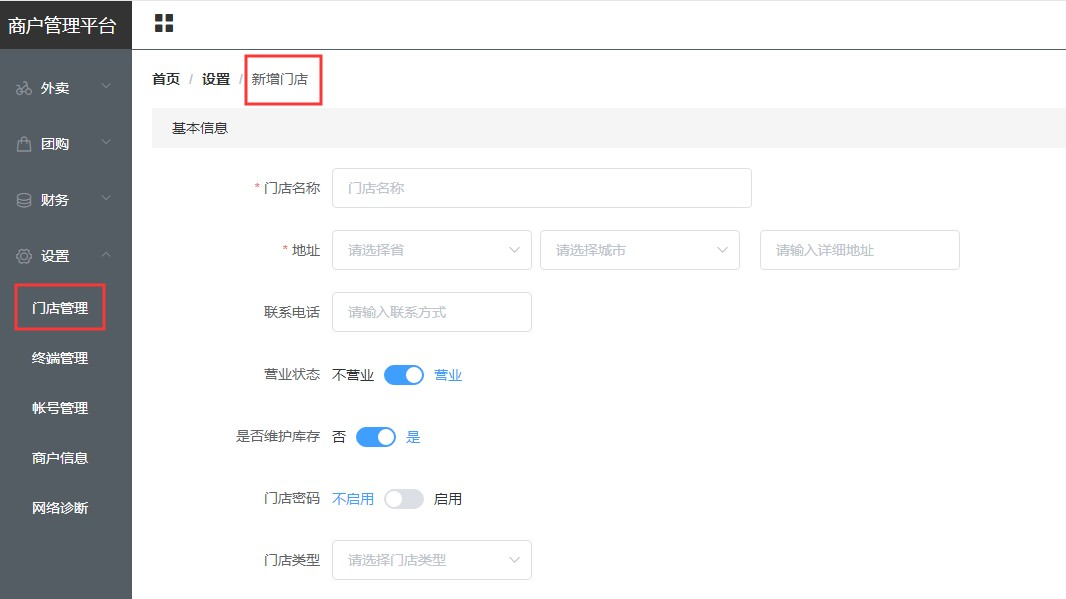 商户管理平台
外卖
团购
财务
设置
门店管理
终端管理
帐号管理
商户信息
网络诊断
首页 / 设置 / 新增门店
基本信息
* 门店名称 门店名称
* 地址 请选择省 请选择城市 请输入详细地址
联系电话 请输入联系方式
营业状态 不营业 营业
是否维护库存 否 是
门店密码 不启用 启用
门店类型 请选择门店类型